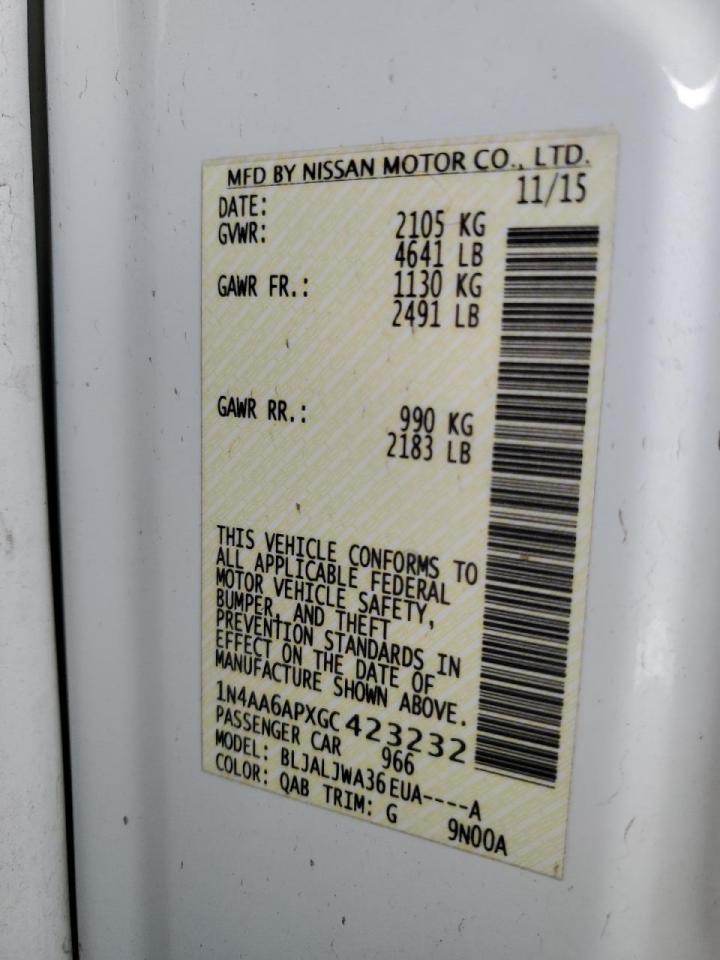 MFD BY NISSAN MOTOR CO., LTD.
DATE: 11/15
GVWR: 2105 KG
4641 LB
GAWR FR.: 1130 KG
2491 LB
GAWR RR.: 990 KG
2183 LB
THIS VEHICLE CONFORMS TO
ALL APPLICABLE FEDERAL
MOTOR VEHICLE SAFETY,
BUMPER, AND THEFT
PREVENTION STANDARDS IN
EFFECT ON THE DATE OF
MANUFACTURE SHOWN ABOVE.
1N4AA6APXGC423232
PASSENGER CAR 966
MODEL: BLJALJWA36EUA----A
COLOR: QAB TRIM: G 9N00A